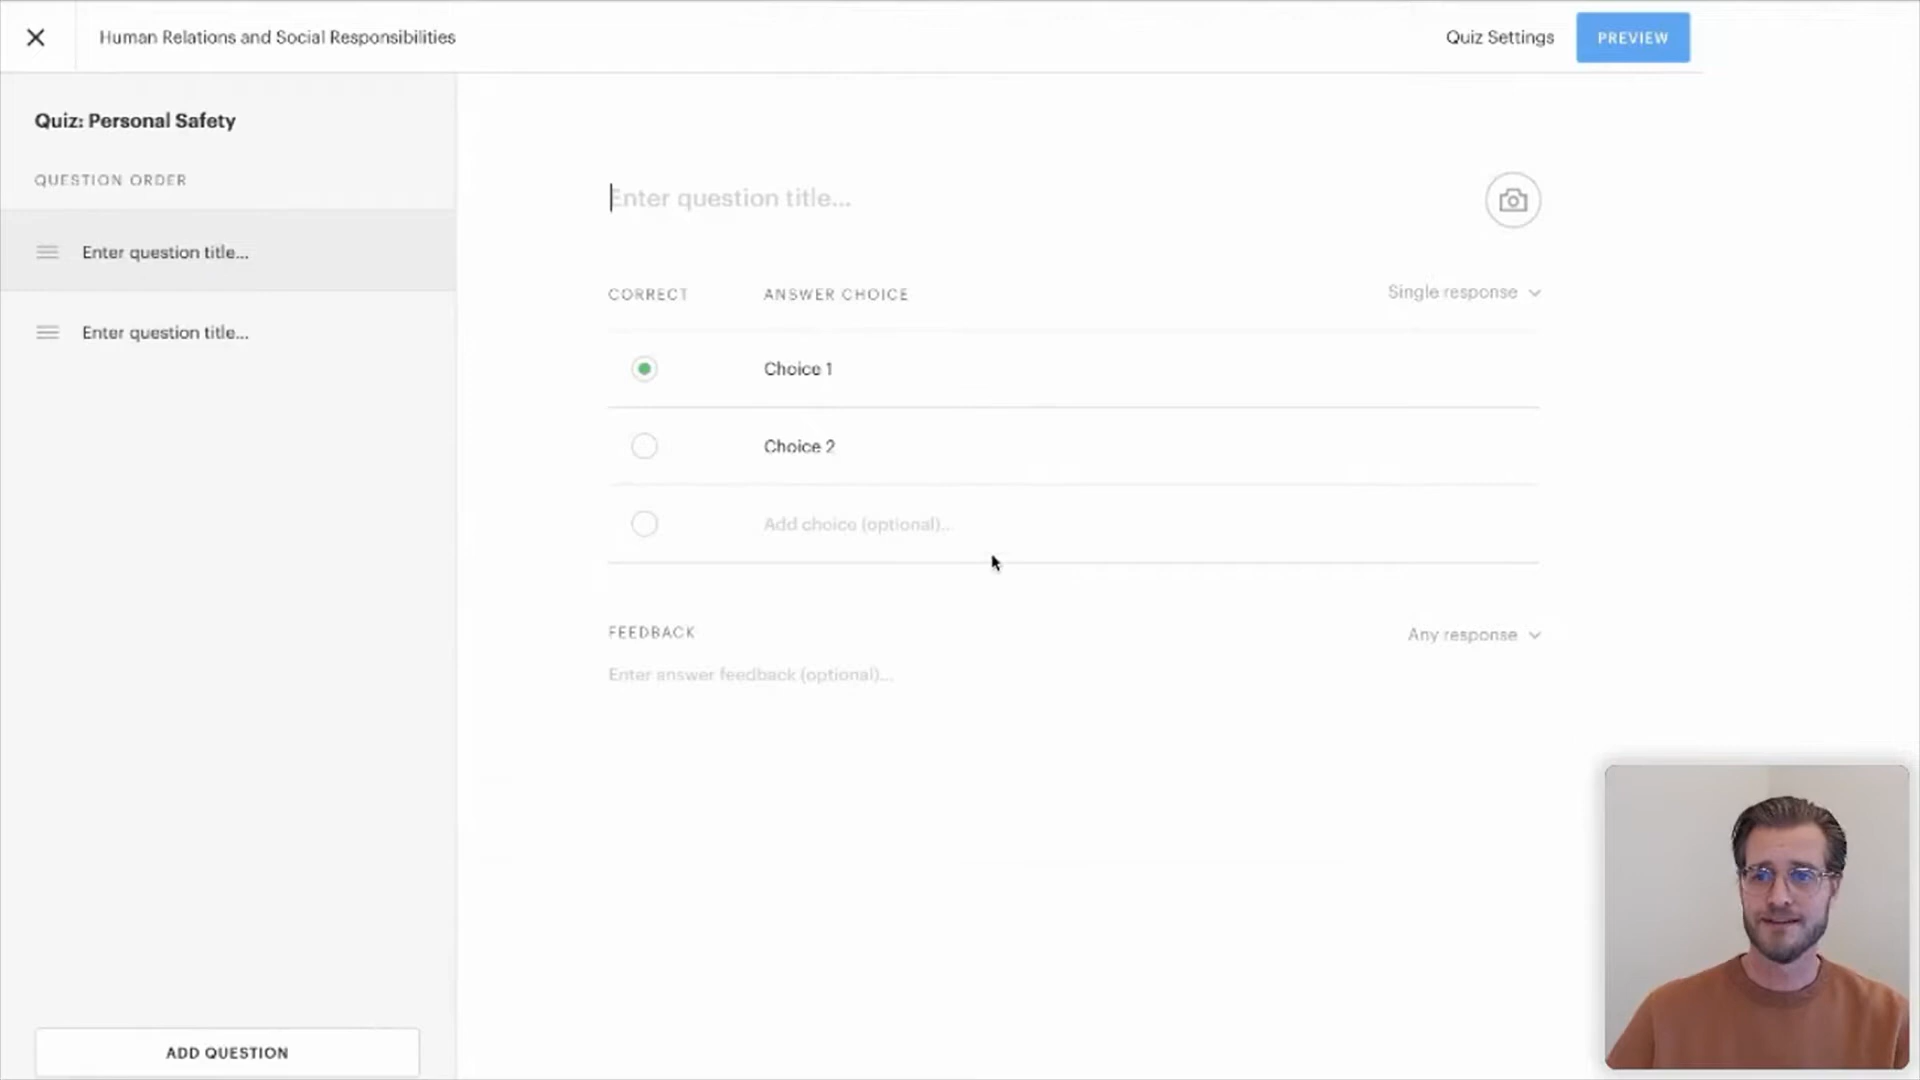 Human Relations and Social Responsibilities
Quiz Settings
PREVIEW
Quiz: Personal Safety
QUESTION ORDER
Enter question title...
Enter question title...
ADD QUESTION
Enter question title...
CORRECT
ANSWER CHOICE
Single response
Choice 1
Choice 2
Add choice (optional)...
FEEDBACK
Any response
Enter answer feedback (optional)...